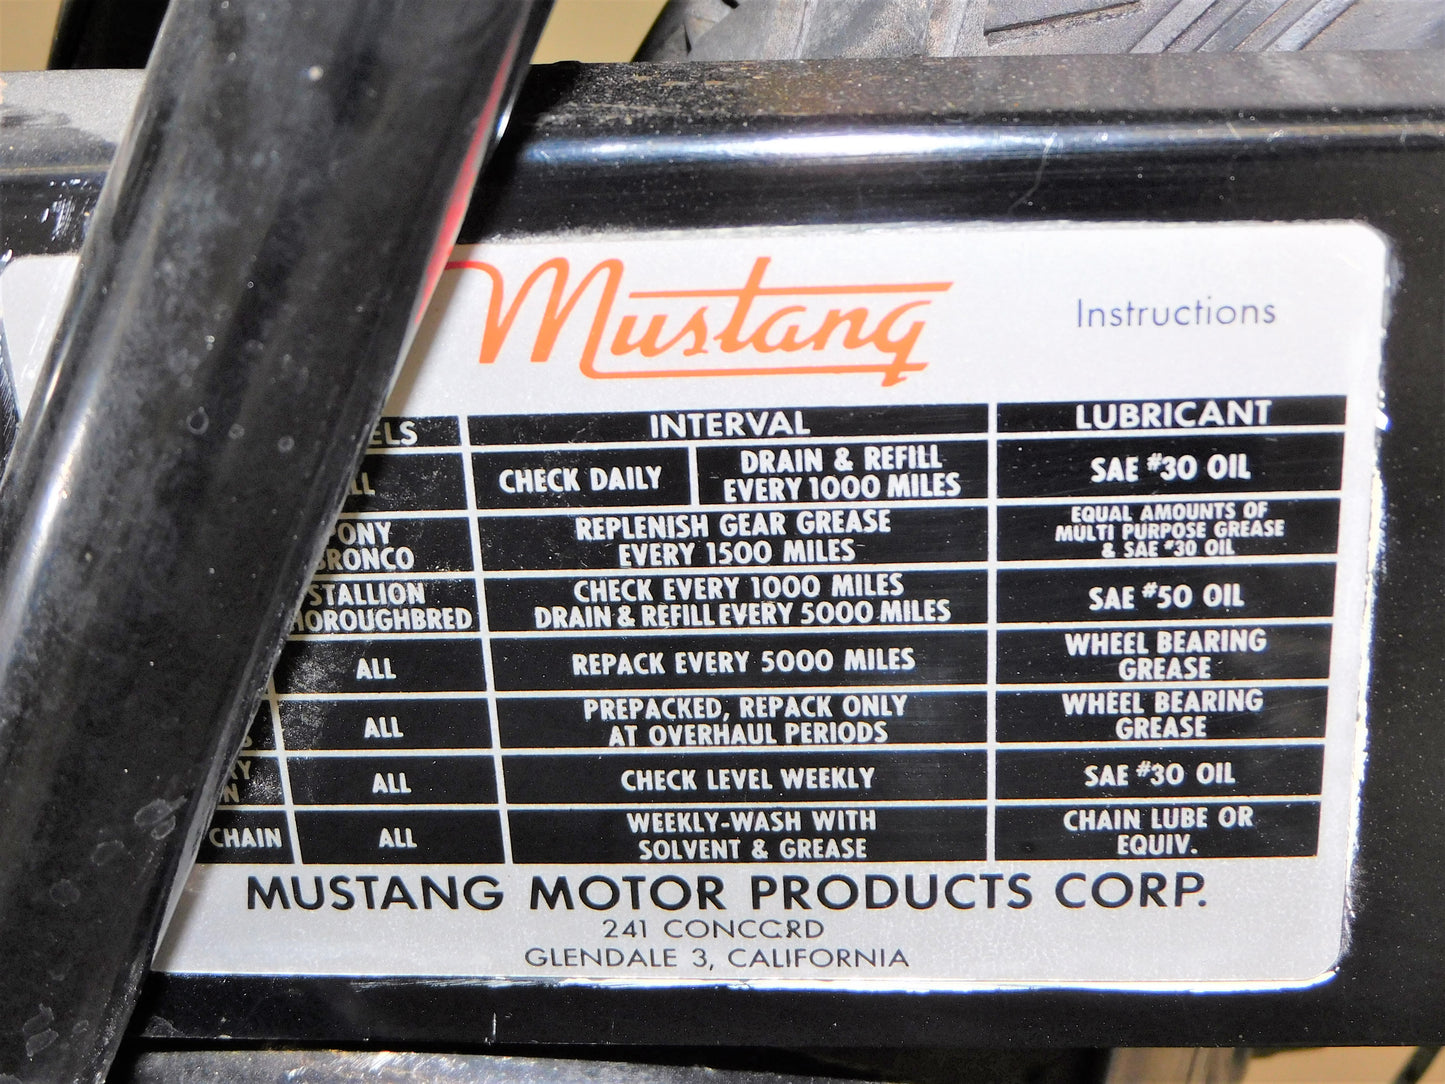 Mustang
Instructions
INTERVAL LUBRICANT
CHECK DAILY
DRAIN & REFILL
EVERY 1000 MILES
SAE #30 OIL
REPLENISH GEAR GREASE
EVERY 1500 MILES
EQUAL AMOUNTS OF
MULTI PURPOSE GREASE
& SAE #30 OIL
STALLION
CHECK EVERY 1000 MILES
DRAIN & REFILL EVERY 5000 MILES
SAE #50 OIL
ALL
REPACK EVERY 5000 MILES
WHEEL BEARING
GREASE
ALL
PREPACKED, REPACK ONLY
AT OVERHAUL PERIODS
WHEEL BEARING
GREASE
ALL
CHECK LEVEL WEEKLY
SAE #30 OIL
CHAIN
ALL
WEEKLY-WASH WITH
SOLVENT & GREASE
CHAIN LUBE OR
EQUIV.
MUSTANG MOTOR PRODUCTS CORP.
241 CONCORD
GLENDALE 3, CALIFORNIA